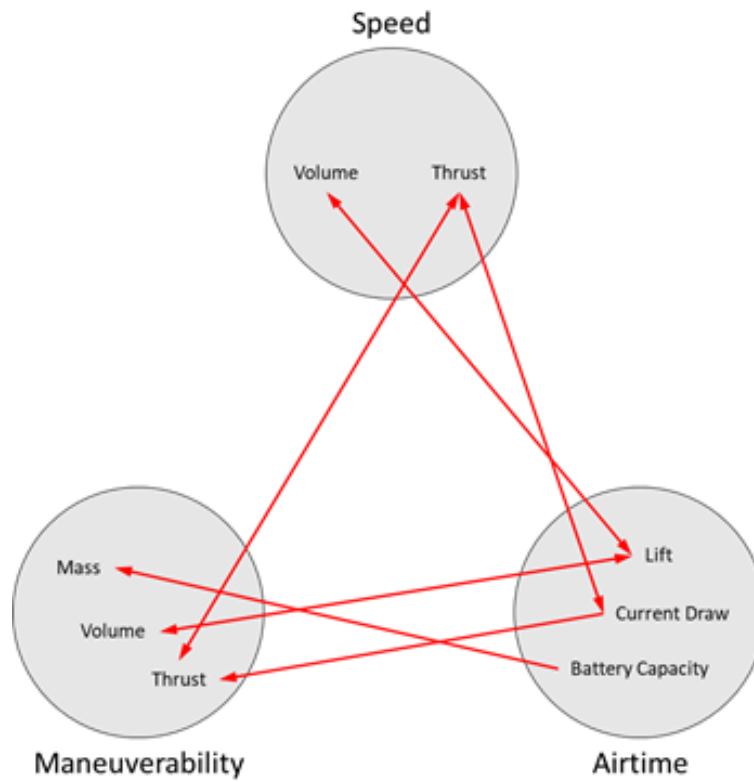 Speed
Volume
Thrust
Mass
Volume
Thrust
Maneuverability
Lift
Current Draw
Battery Capacity
Airtime